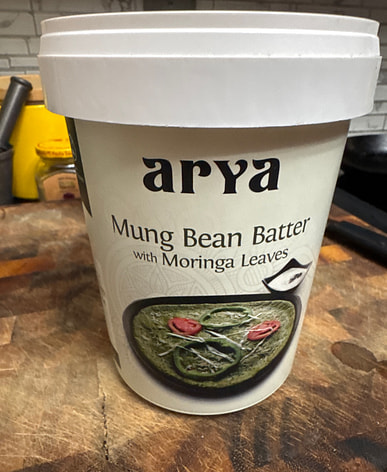 arya
Mung Bean Batter
with Moringa Leaves